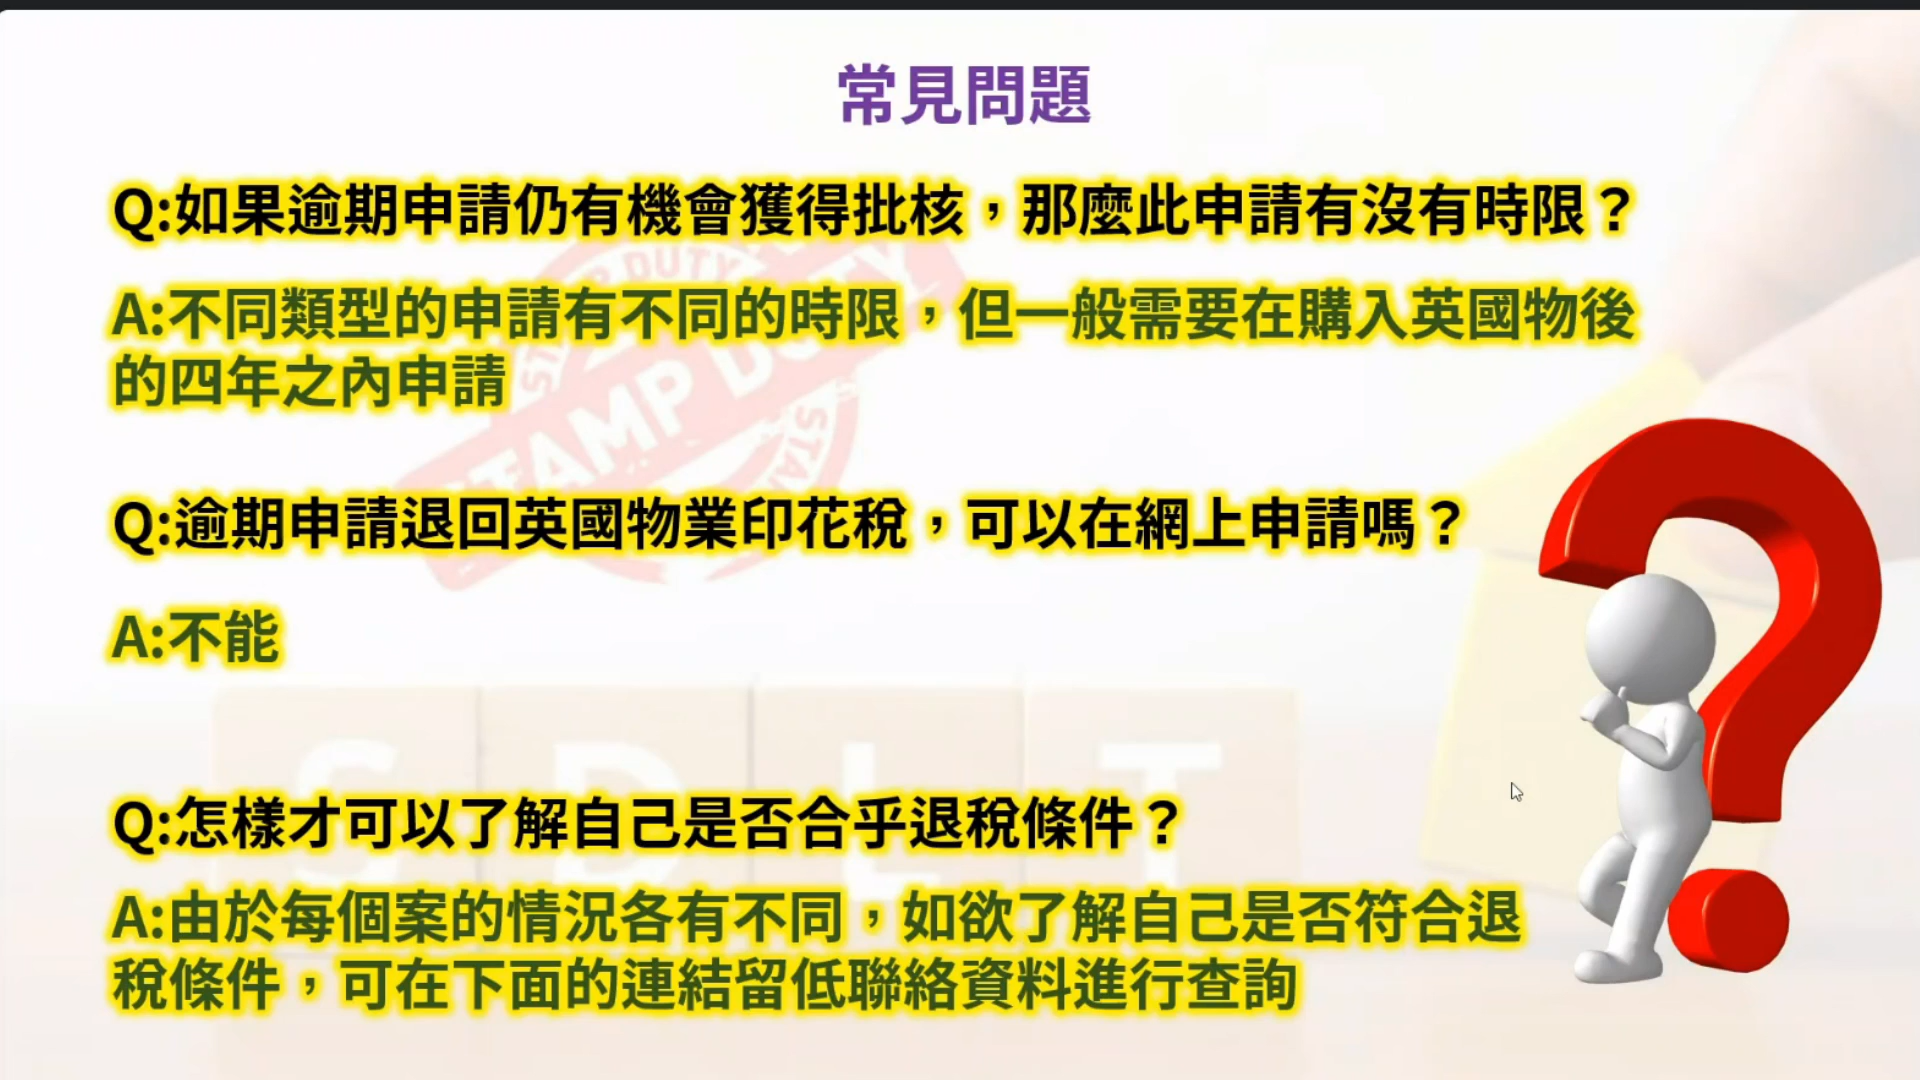 常見問題
Q:如果逾期申請仍有機會獲得批核，那麼此申請有沒有時限？
A:不同類型的申請有不同的時限，但一般需要在購入英國物後
的四年之內申請
STAMP DUTY
Q:逾期申請退回英國物業印花稅，可以在網上申請嗎？
A:不能
S D L T
Q:怎樣才可以了解自己是否合乎退稅條件？
A:由於每個案的情況各有不同，如欲了解自己是否符合退
稅條件，可在下面的連結留低聯絡資料進行查詢